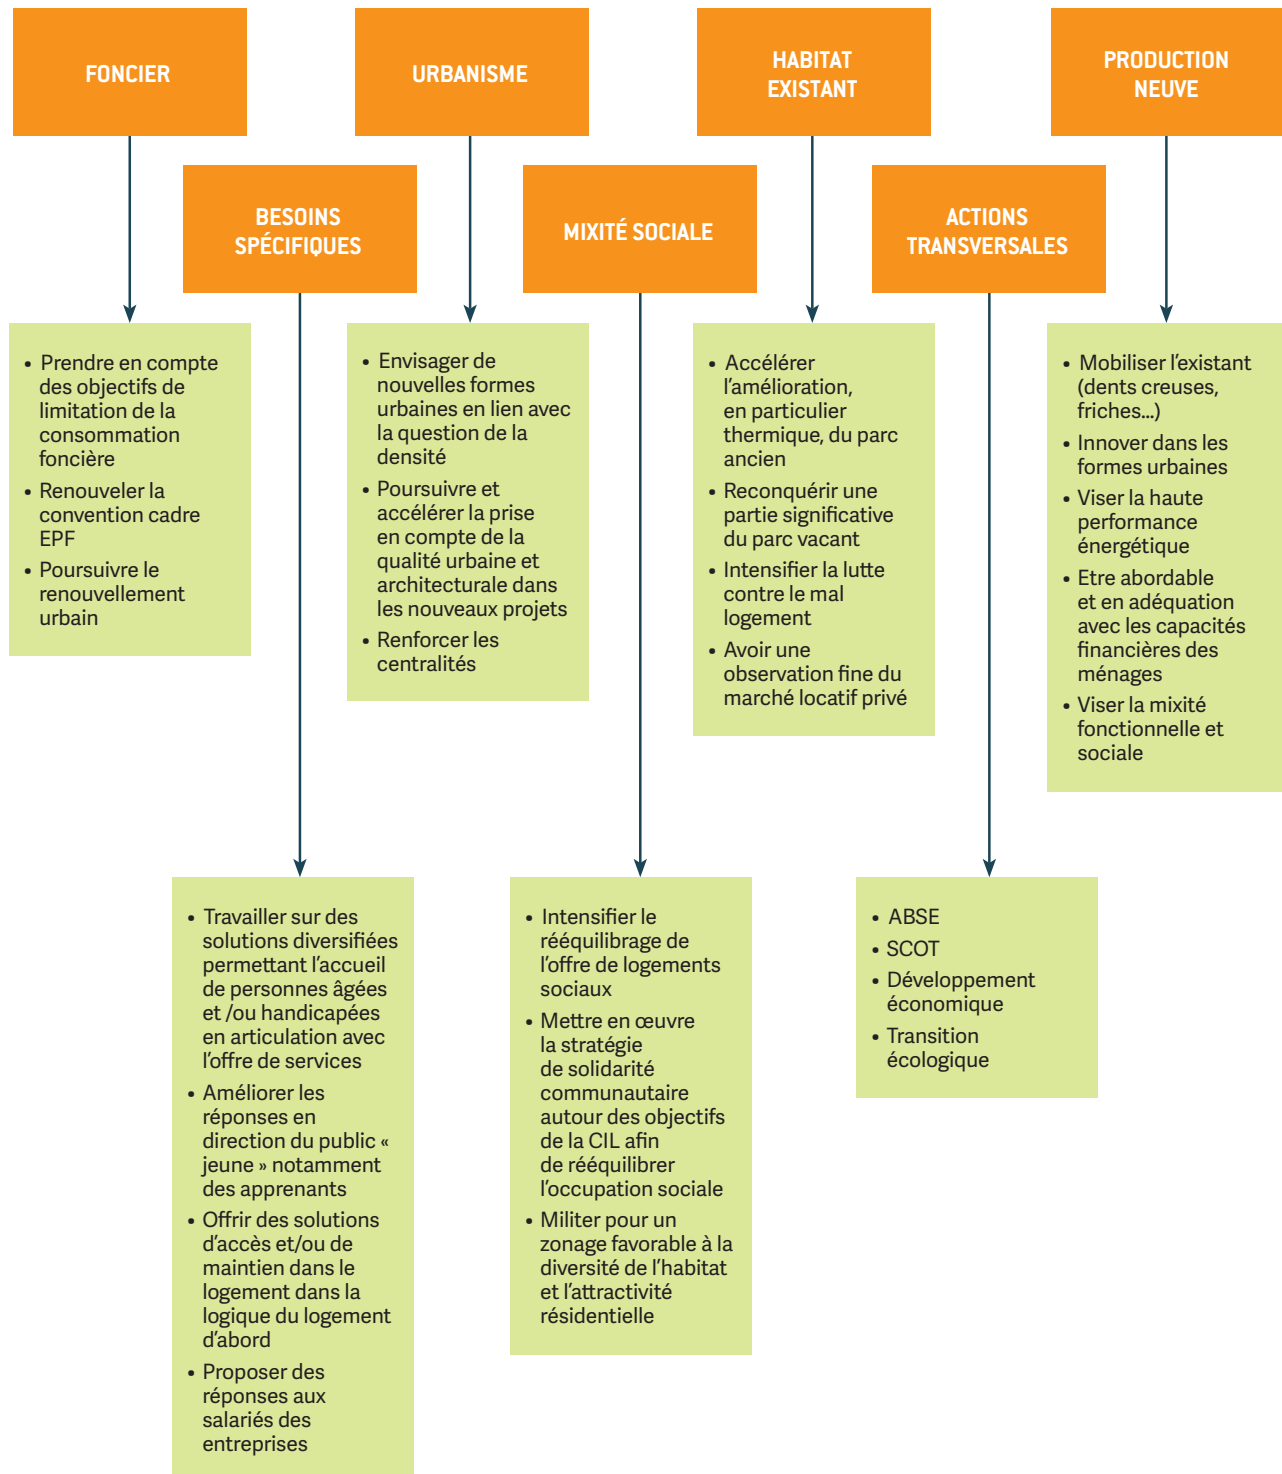 FONCIER
URBANISME
HABITAT
EXISTANT
PRODUCTION
NEUVE
BESOINS
SPÉCIFIQUES
MIXITÉ SOCIALE
ACTIONS
TRANSVERSALES
• Prendre en compte
des objectifs de
limitation de la
consommation
foncière
• Renouveler la
convention cadre
EPF
• Poursuivre le
renouvellement
urbain
• Envisager de
nouvelles formes
urbaines en lien avec
la question de la
densité
• Poursuivre et
accélérer la prise
en compte de la
qualité urbaine et
architecturale dans
les nouveaux projets
• Renforcer les
centralités
• Accélérer
l’amélioration,
en particulier
thermique, du parc
ancien
• Reconquérir une
partie significative
du parc vacant
• Intensifier la lutte
contre le mal
logement
• Avoir une
observation fine du
marché locatif privé
• Mobiliser l’existant
(dents creuses,
friches...)
• Innover dans les
formes urbaines
• Viser la haute
performance
énergétique
• Etre abordable
et en adéquation
avec les capacités
financières des
ménages
• Viser la mixité
fonctionnelle et
sociale
• Travailler sur des
solutions diversifiées
permettant l’accueil
de personnes âgées
et /ou handicapées
en articulation avec
l’offre de services
• Améliorer les
réponses en
direction du public «
jeune » notamment
des apprenants
• Offrir des solutions
d’accès et/ou de
maintien dans le
logement dans la
logique du logement
d’abord
• Proposer des
réponses aux
salariés des
entreprises
• Intensifier le
rééquilibrage de
l’offre de logements
sociaux
• Mettre en œuvre
la stratégie
de solidarité
communautaire
autour des objectifs
de la CIL afin
de rééquilibrer
l’occupation sociale
• Militer pour un
zonage favorable à la
diversité de l’habitat
et l’attractivité
résidentielle
• ABSE
• SCOT
• Développement
économique
• Transition
écologique